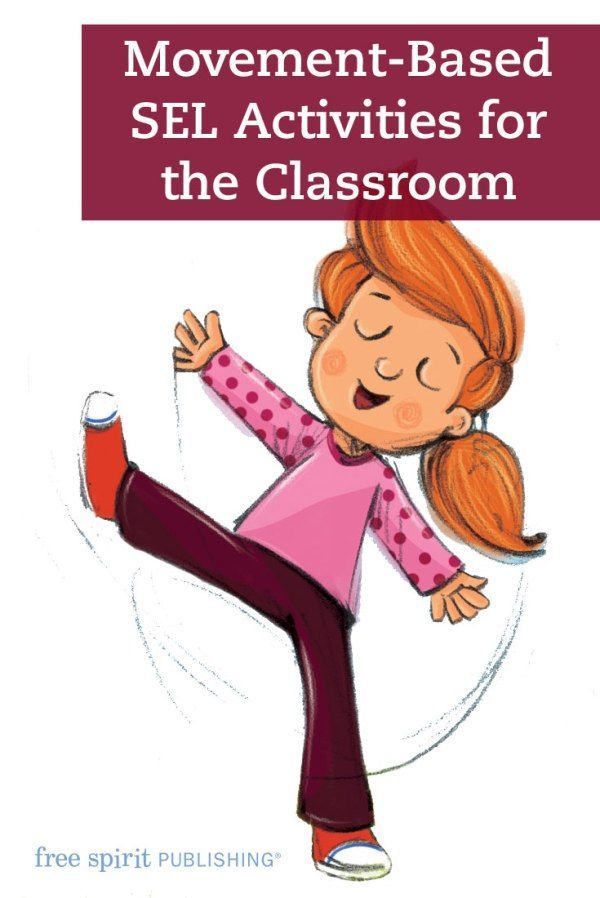 Movement-Based
SEL Activities for
the Classroom
free spirit PUBLISHING®